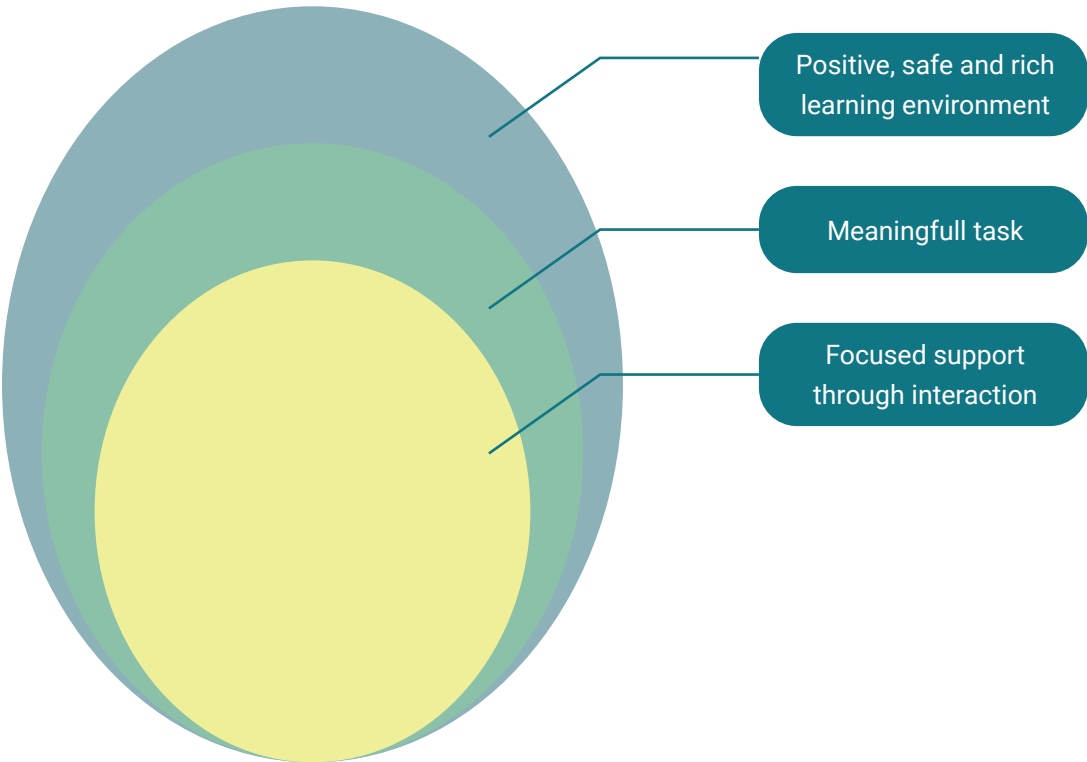 Positive, safe and rich
learning environment
Meaningfull task
Focused support
through interaction